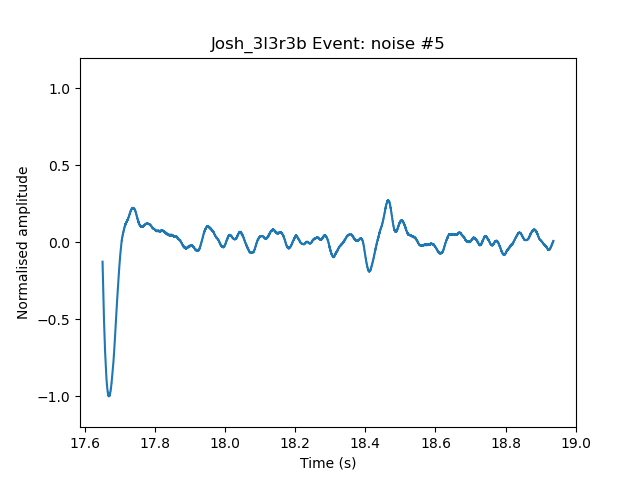 Josh_3l3r3b Event: noise #5
Normalised amplitude
1.0
0.5
0.0
−0.5
−1.0
17.6 17.8 18.0 18.2 18.4 18.6 18.8 19.0
Time (s)